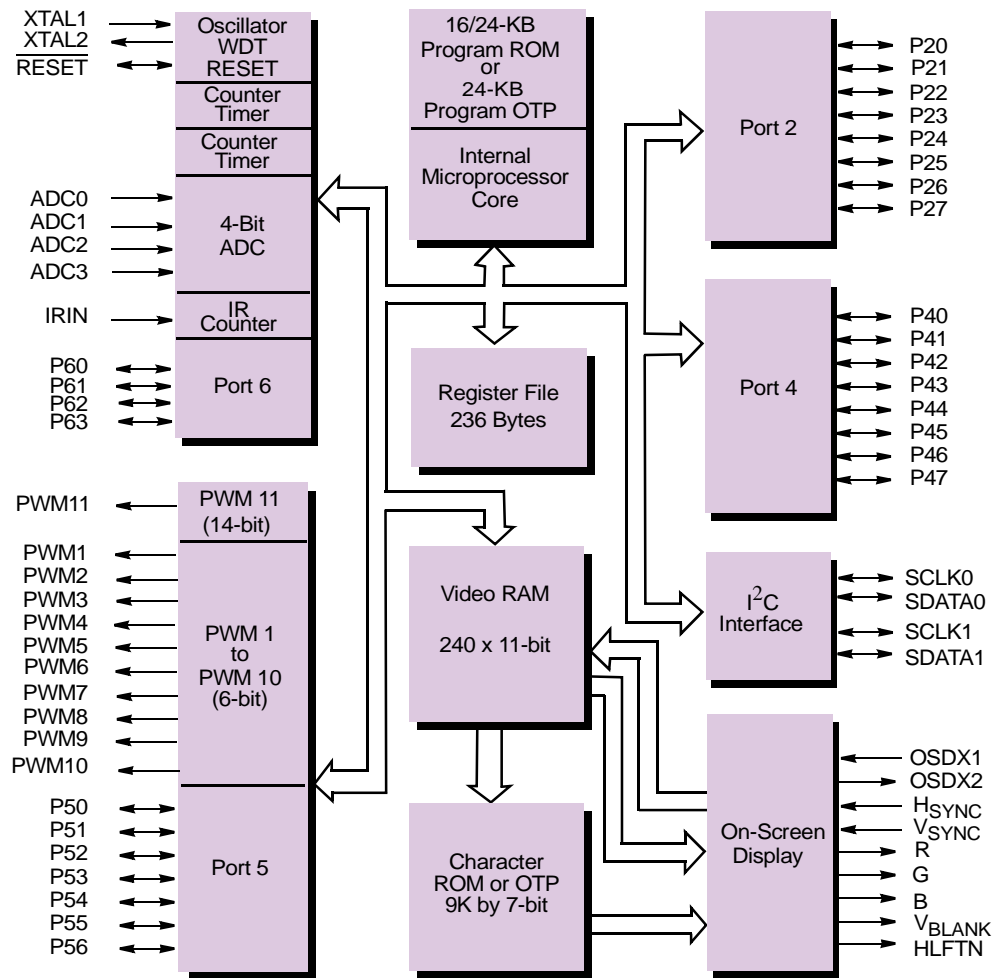 XTAL1
XTAL2
RESET
Oscillator
WDT
RESET
Counter
Timer
Counter
Timer
ADC0
ADC1
ADC2
ADC3
4-Bit
ADC
IRIN
IR
Counter
P60
P61
P62
P63
Port 6
PWM11
PWM 11
(14-bit)
PWM1
PWM2
PWM3
PWM4
PWM5
PWM6
PWM7
PWM8
PWM9
PWM10
PWM 1
to
PWM 10
(6-bit)
P50
P51
P52
P53
P54
P55
P56
Port 5
16/24-KB
Program ROM
or
24-KB
Program OTP
Internal
Microprocessor
Core
Register File
236 Bytes
Video RAM
240 x 11-bit
Character
ROM or OTP
9K by 7-bit
Port 2
P20
P21
P22
P23
P24
P25
P26
P27
Port 4
P40
P41
P42
P43
P44
P45
P46
P47
I2C
Interface
SCLK0
SDATA0
SCLK1
SDATA1
On-Screen
Display
OSDX1
OSDX2
HSYNC
VSYNC
R
G
B
VBLANK
HLFTN